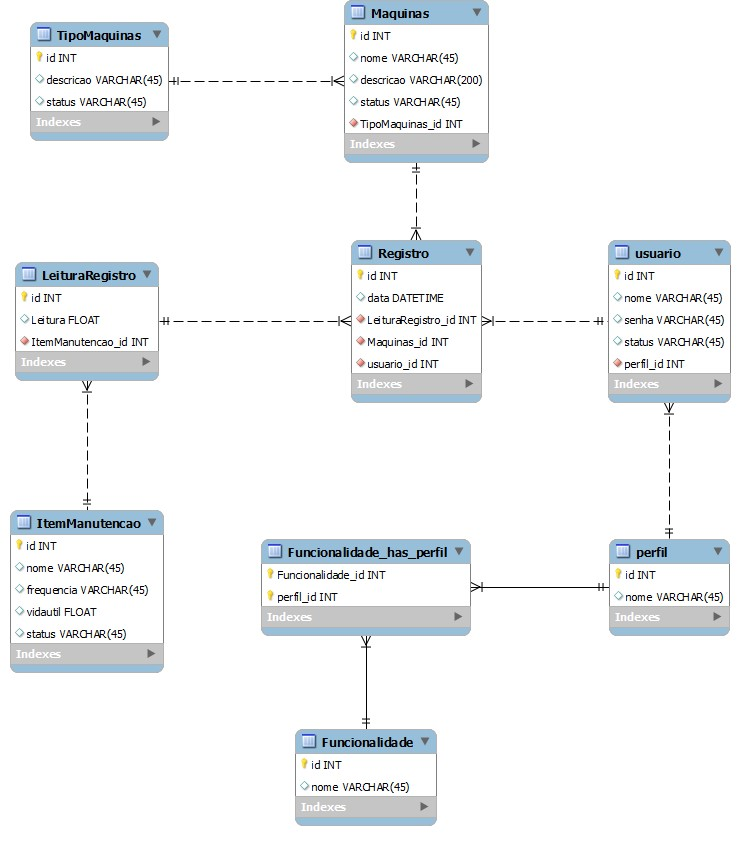 TipoMaquinas
id INT
descricao VARCHAR(45)
status VARCHAR(45)
Indexes
Maquinas
id INT
nome VARCHAR(45)
descricao VARCHAR(200)
status VARCHAR(45)
TipoMaquinas_id INT
Indexes
LeituraRegistro
id INT
Leitura FLOAT
ItemManutencao_id INT
Indexes
Registro
id INT
data DATETIME
LeituraRegistro_id INT
Maquinas_id INT
usuario_id INT
Indexes
usuario
id INT
nome VARCHAR(45)
senha VARCHAR(45)
status VARCHAR(45)
perfil_id INT
Indexes
ItemManutencao
id INT
nome VARCHAR(45)
frequencia VARCHAR(45)
vidautil FLOAT
status VARCHAR(45)
Indexes
Funcionalidade_has_perfil
Funcionalidade_id INT
perfil_id INT
Indexes
perfil
id INT
nome VARCHAR(45)
Indexes
Funcionalidade
id INT
nome VARCHAR(45)
Indexes